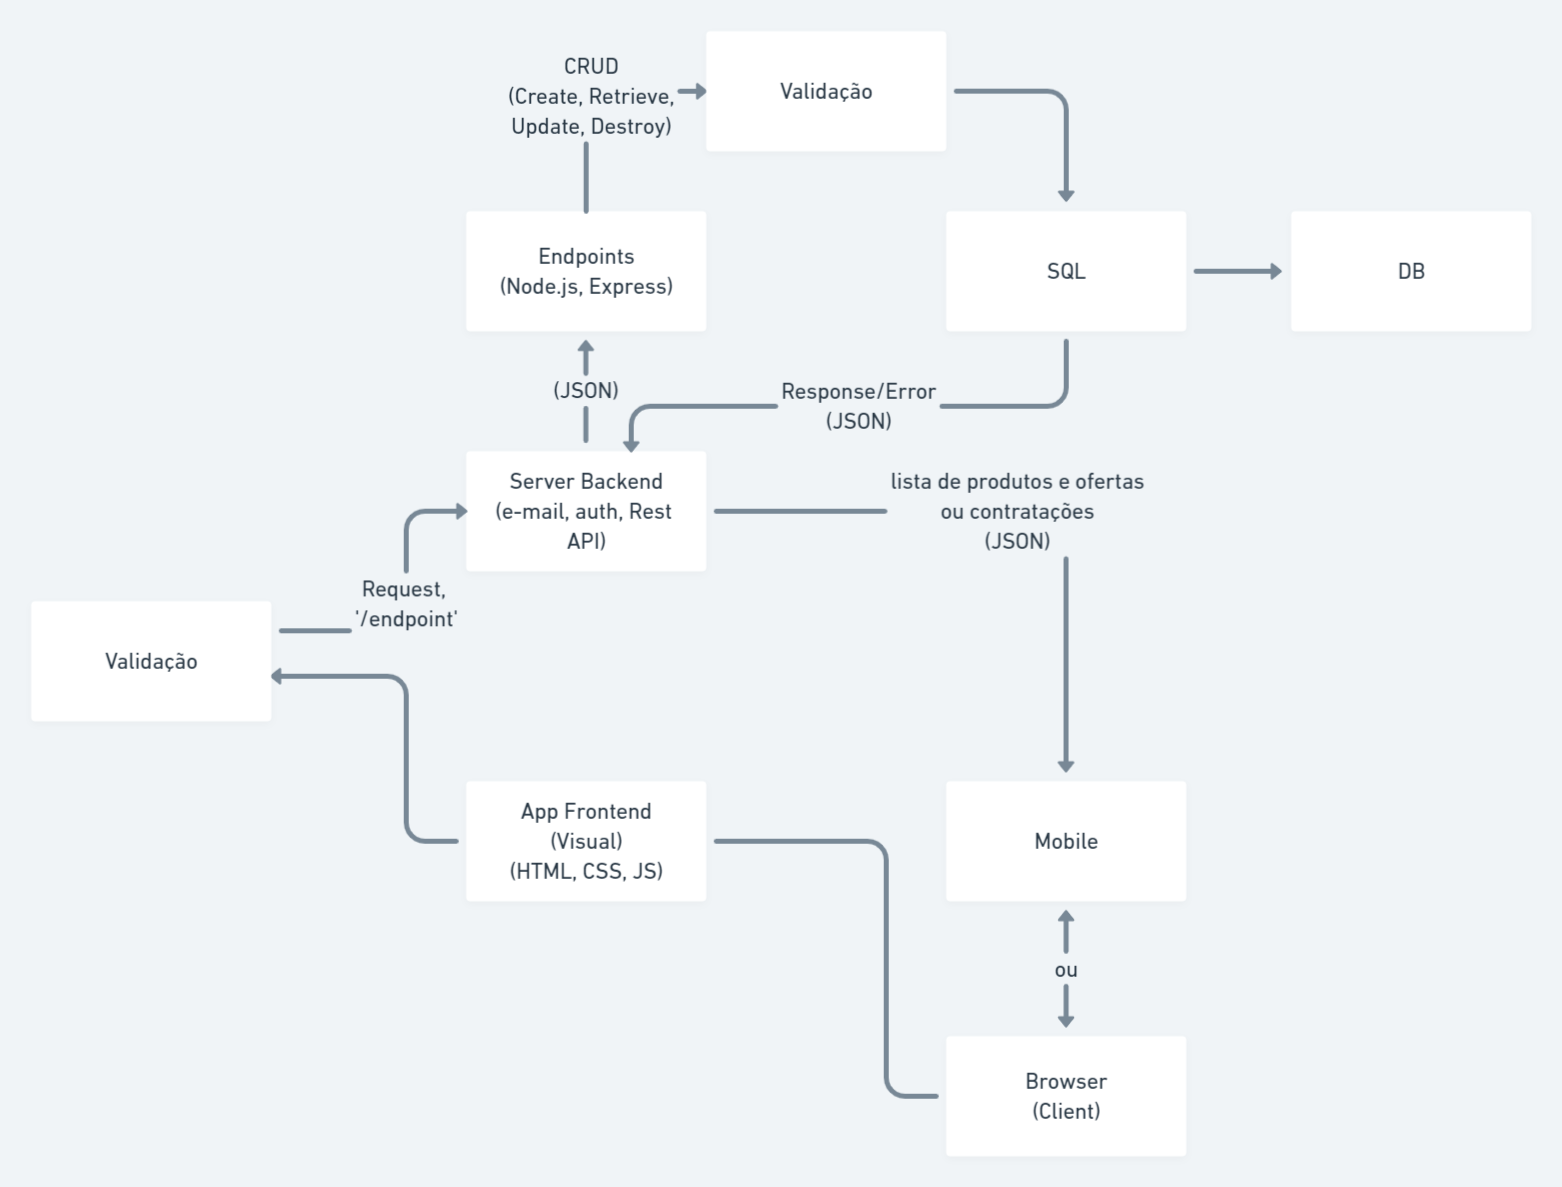 CRUD
(Create, Retrieve,
Update, Destroy)
Validação
Endpoints
(Node.js, Express)
SQL
DB
(JSON)
Response/Error
(JSON)
Server Backend
(e-mail, auth, Rest
API)
lista de produtos e ofertas
ou contratações
(JSON)
Request,
'/endpoint'
Validação
App Frontend
(Visual)
(HTML, CSS, JS)
Mobile
ou
Browser
(Client)